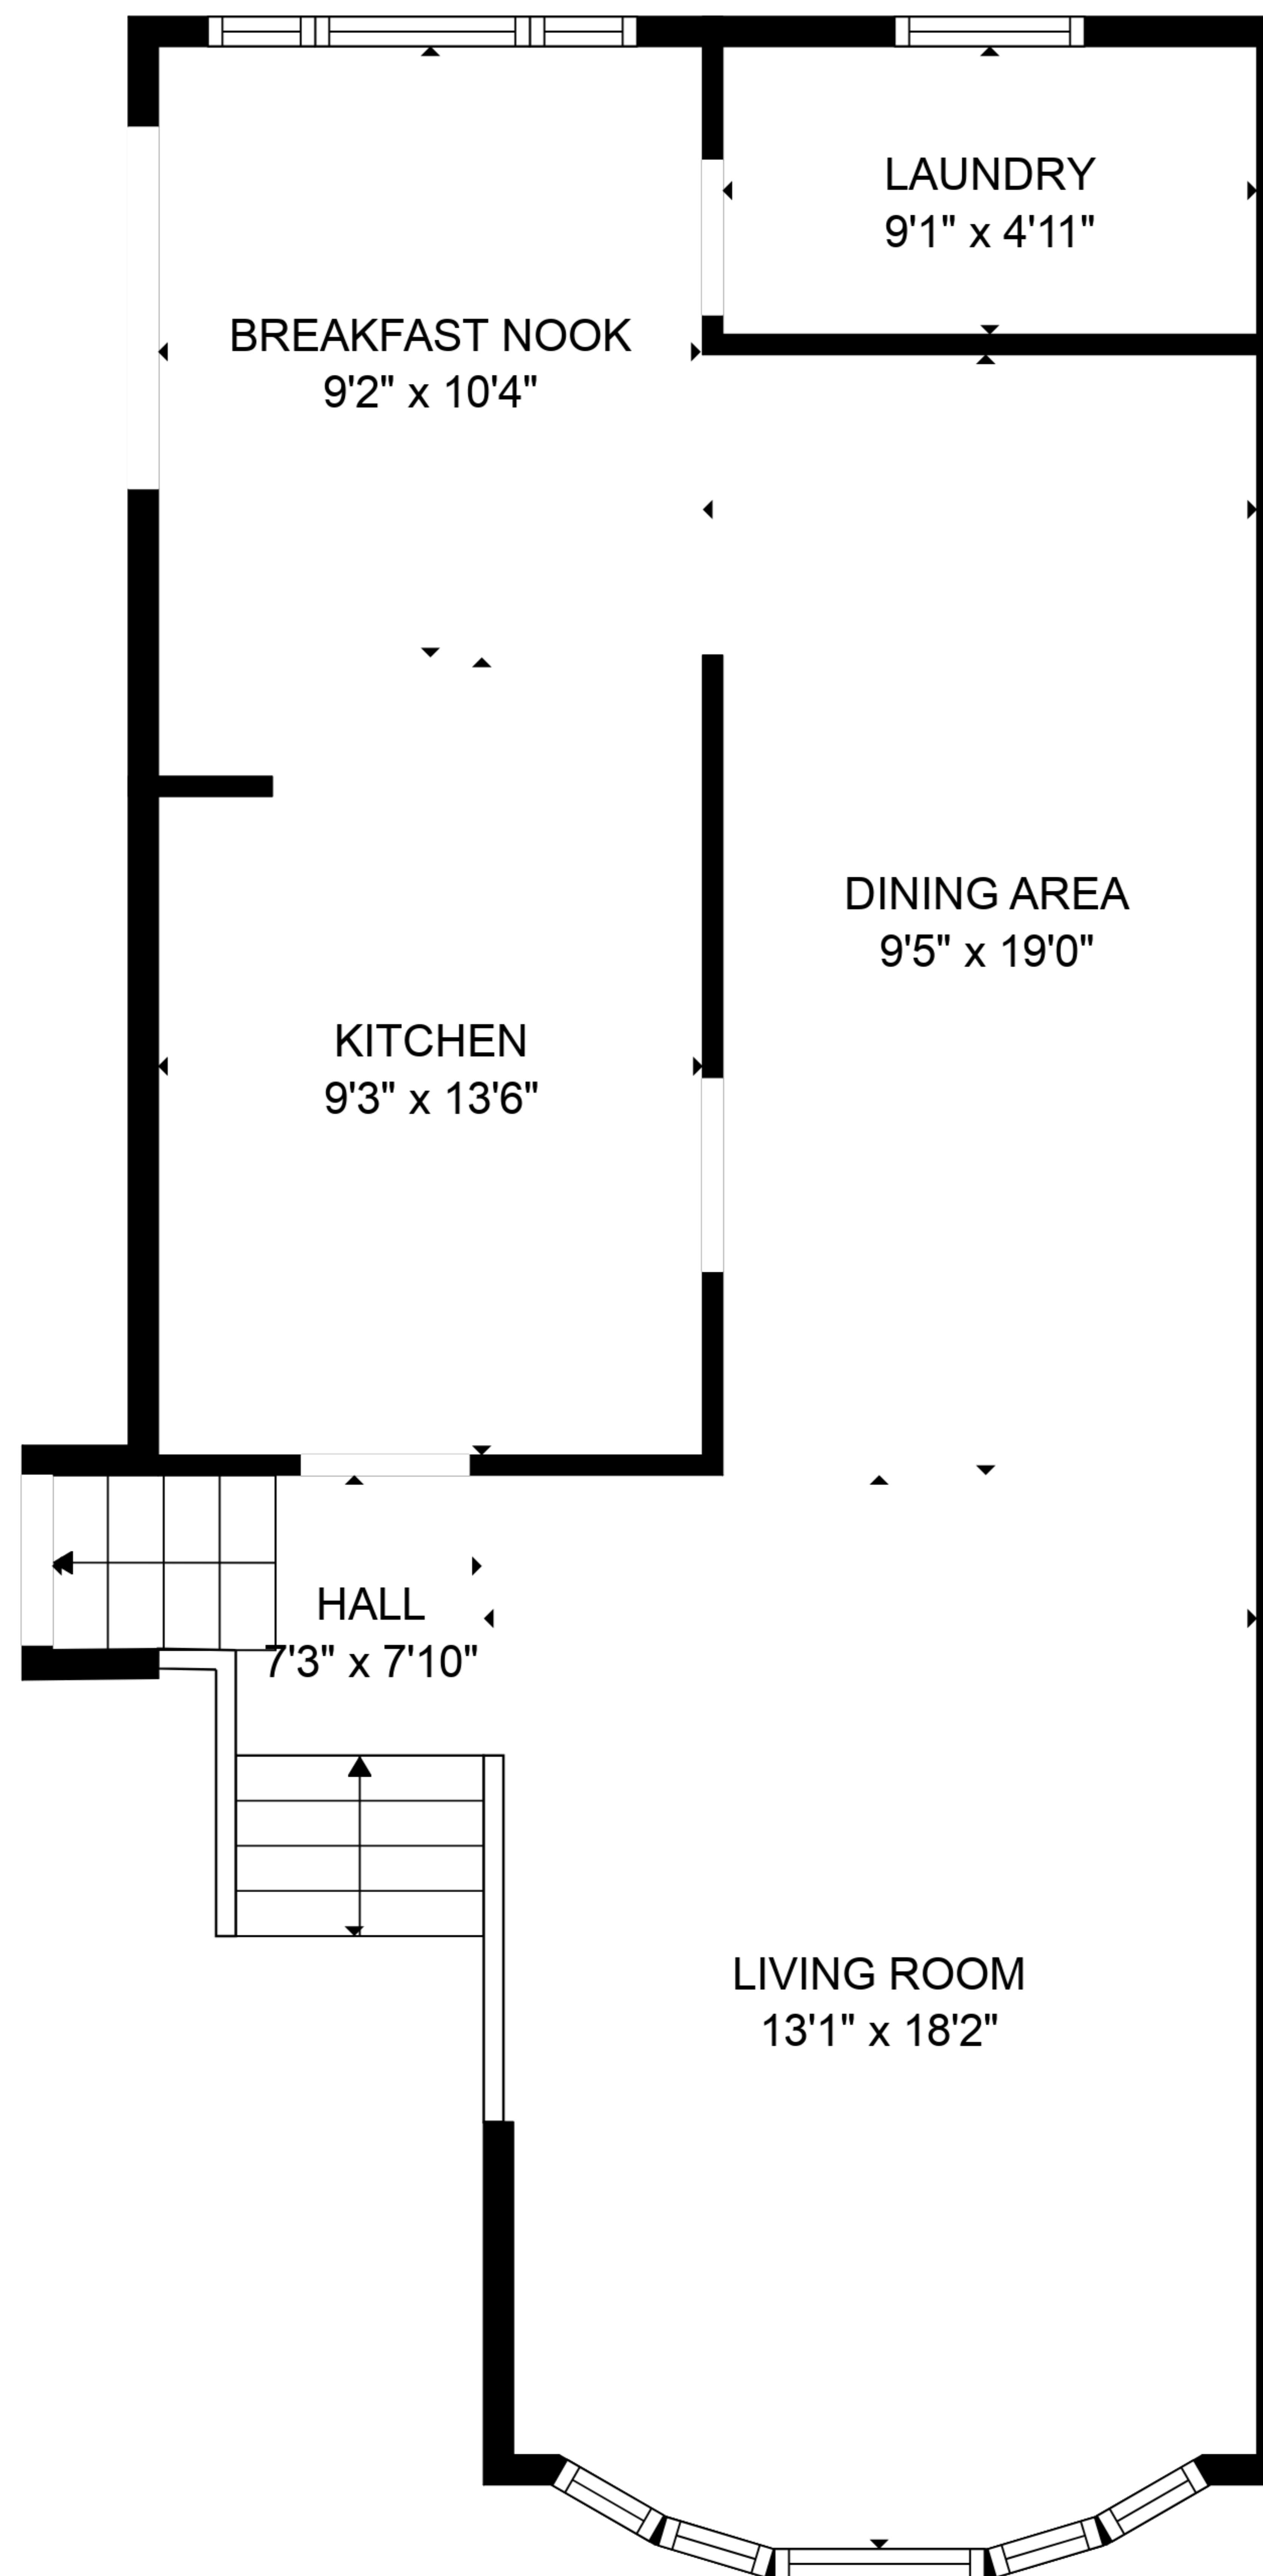 LAUNDRY
9'1" x 4'11"
BREAKFAST NOOK
9'2" x 10'4"
DINING AREA
9'5" x 19'0"
KITCHEN
9'3" x 13'6"
HALL
7'3" x 7'10"
LIVING ROOM
13'1" x 18'2"